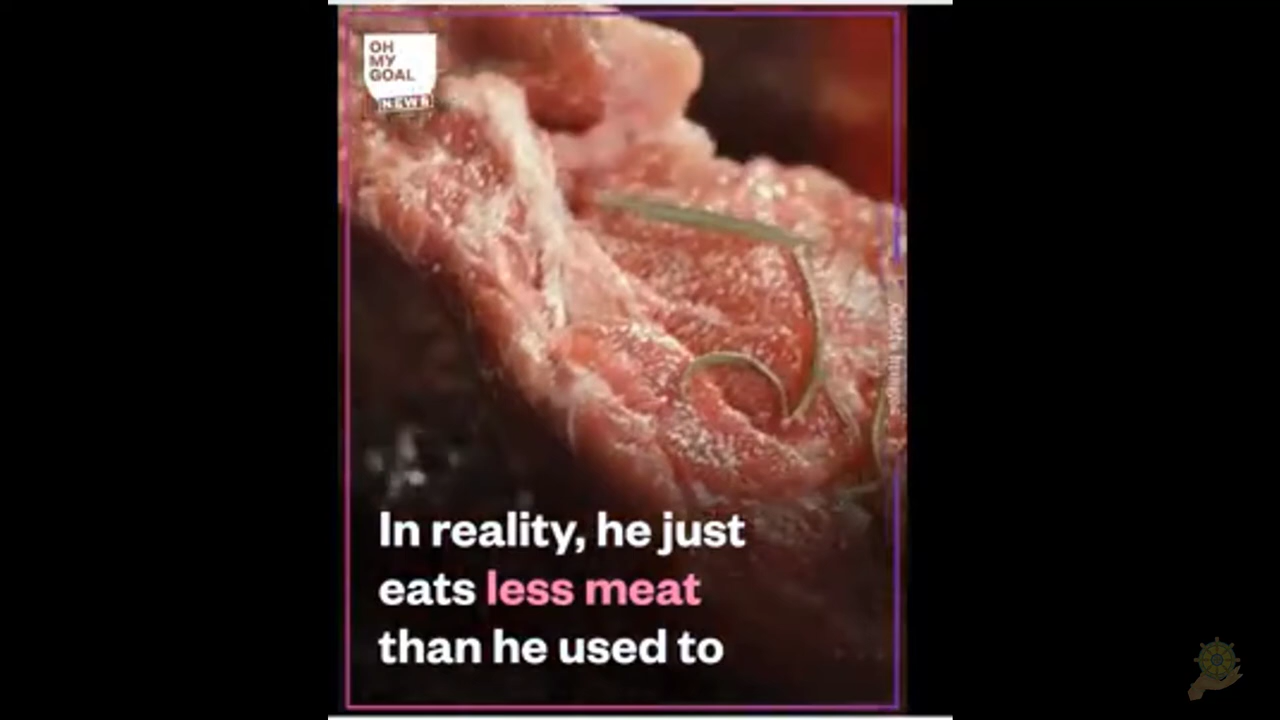 OH
MY
GOAL
NEWS
In reality, he just
eats less meat
than he used to